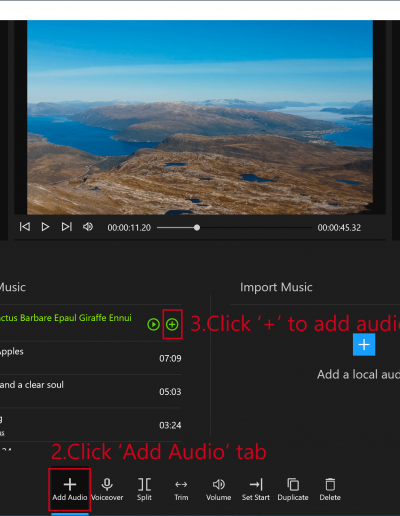 00:00:11.20 00:00:45.32
Music Import Music
ctus Barbare Epaul Giraffe Ennui
3.Click ‘+’ to add audio
Apples
07:09
Add a local aud
and a clear soul
05:03
03:24
2.Click ‘Add Audio’ tab
Add Audio Voiceover Split Trim Volume Set Start Duplicate Delete